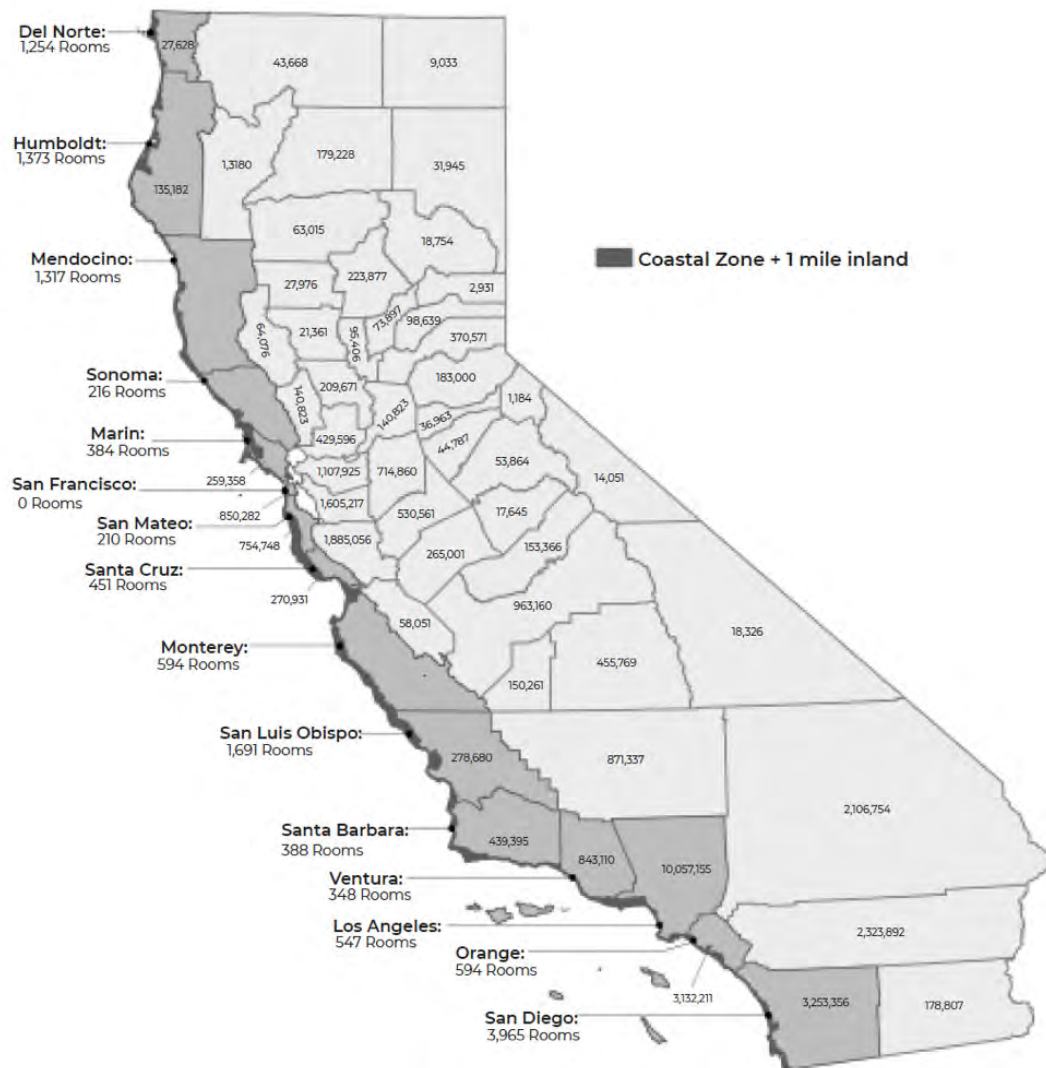 Del Norte:
1,254 Rooms
27,628
43,668
9,033
Humboldt:
1,373 Rooms
135,182
1,3180
179,228
31,945
63,015
18,754
Mendocino:
1,317 Rooms
223,877
Coastal Zone + 1 mile inland
27,976
2,931
73,897
98,639
64,076
21,361
95,406
370,571
Sonoma:
216 Rooms
209,671
183,000
140,823
140,823
36,963
1,184
Marin:
384 Rooms
429,596
44,787
53,864
259,358
1,107,925
714,860
14,051
San Francisco:
0 Rooms
850,282
1,605,217
530,561
17,645
San Mateo:
210 Rooms
754,748
1,885,056
265,001
153,366
Santa Cruz:
451 Rooms
270,931
963,160
58,051
18,326
Monterey:
594 Rooms
150,261
455,769
San Luis Obispo:
1,691 Rooms
278,680
871,337
2,106,754
Santa Barbara:
388 Rooms
439,395
843,110
10,057,155
Ventura:
348 Rooms
Los Angeles:
547 Rooms
2,323,892
Orange:
594 Rooms
3,132,211
3,253,356
178,807
San Diego:
3,965 Rooms